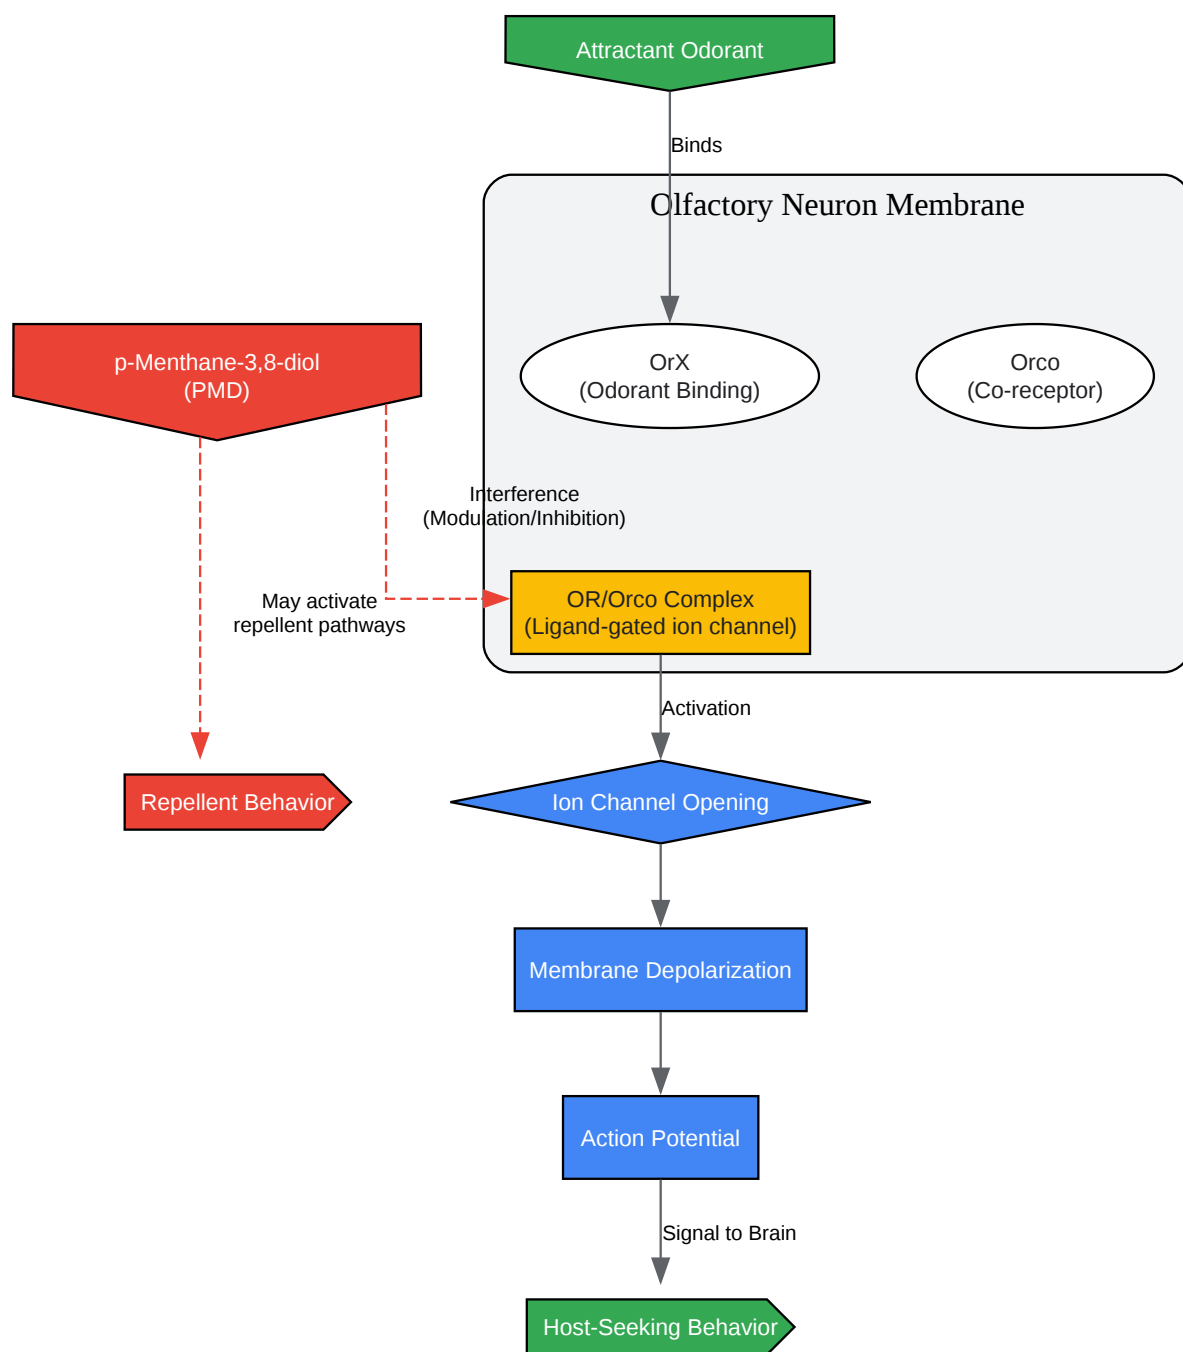 Attractant Odorant
Binds
Olfactory Neuron Membrane
p-Menthane-3,8-diol
(PMD)
OrX
(Odorant Binding)
Orco
(Co-receptor)
Interference
(Modulation/Inhibition)
May activate
repellent pathways
OR/Orco Complex
(Ligand-gated ion channel)
Activation
Repellent Behavior
Ion Channel Opening
Membrane Depolarization
Action Potential
Signal to Brain
Host-Seeking Behavior